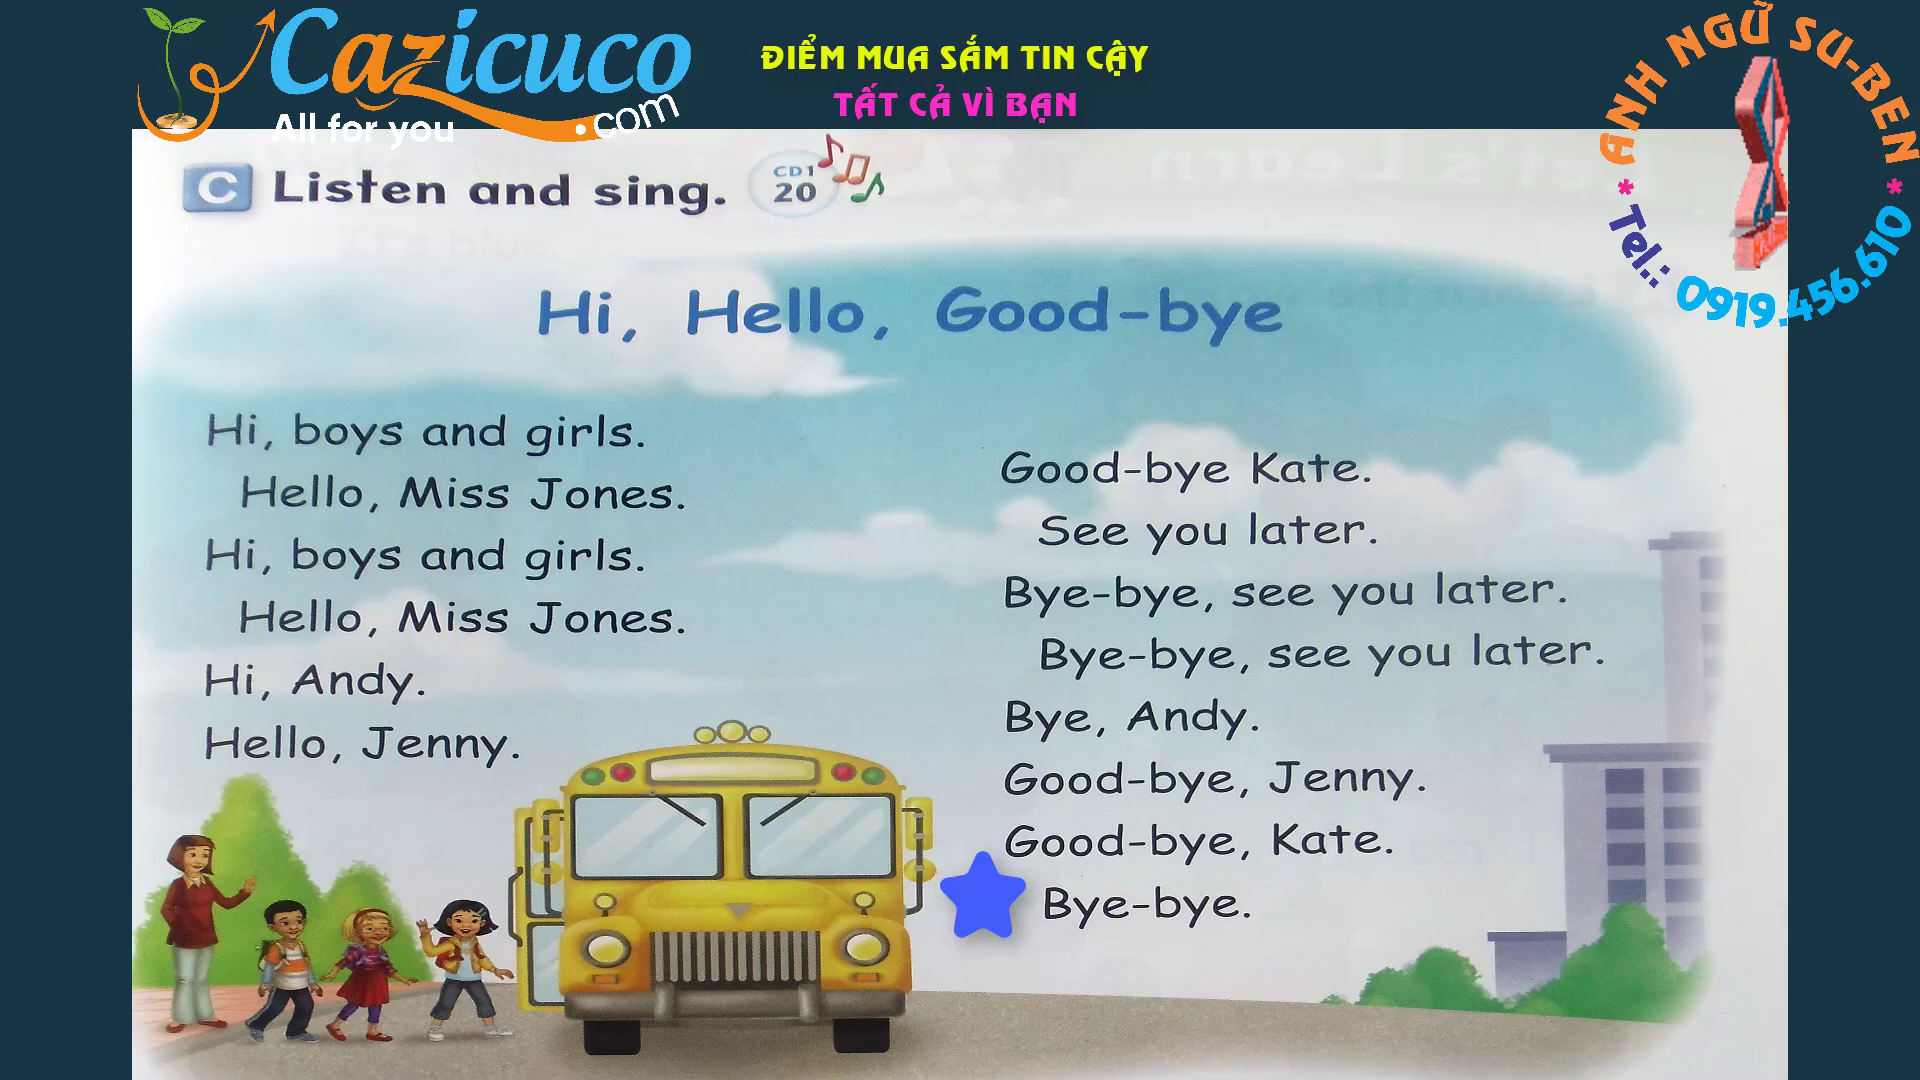 Cazicuco
.com
All for you
ĐIỂM MUA SẮM TIN CẬY
TẤT CẢ VÌ BẠN
ANH NGỮ SU-BEN
* Tel.: 0919.456.610 *
C Listen and sing.
CD1
20
Hi, Hello, Good-bye
Hi, boys and girls.
Hello, Miss Jones.
Hi, boys and girls.
Hello, Miss Jones.
Hi, Andy.
Hello, Jenny.
Good-bye Kate.
See you later.
Bye-bye, see you later.
Bye-bye, see you later.
Bye, Andy.
Good-bye, Jenny.
Good-bye, Kate.
Bye-bye.